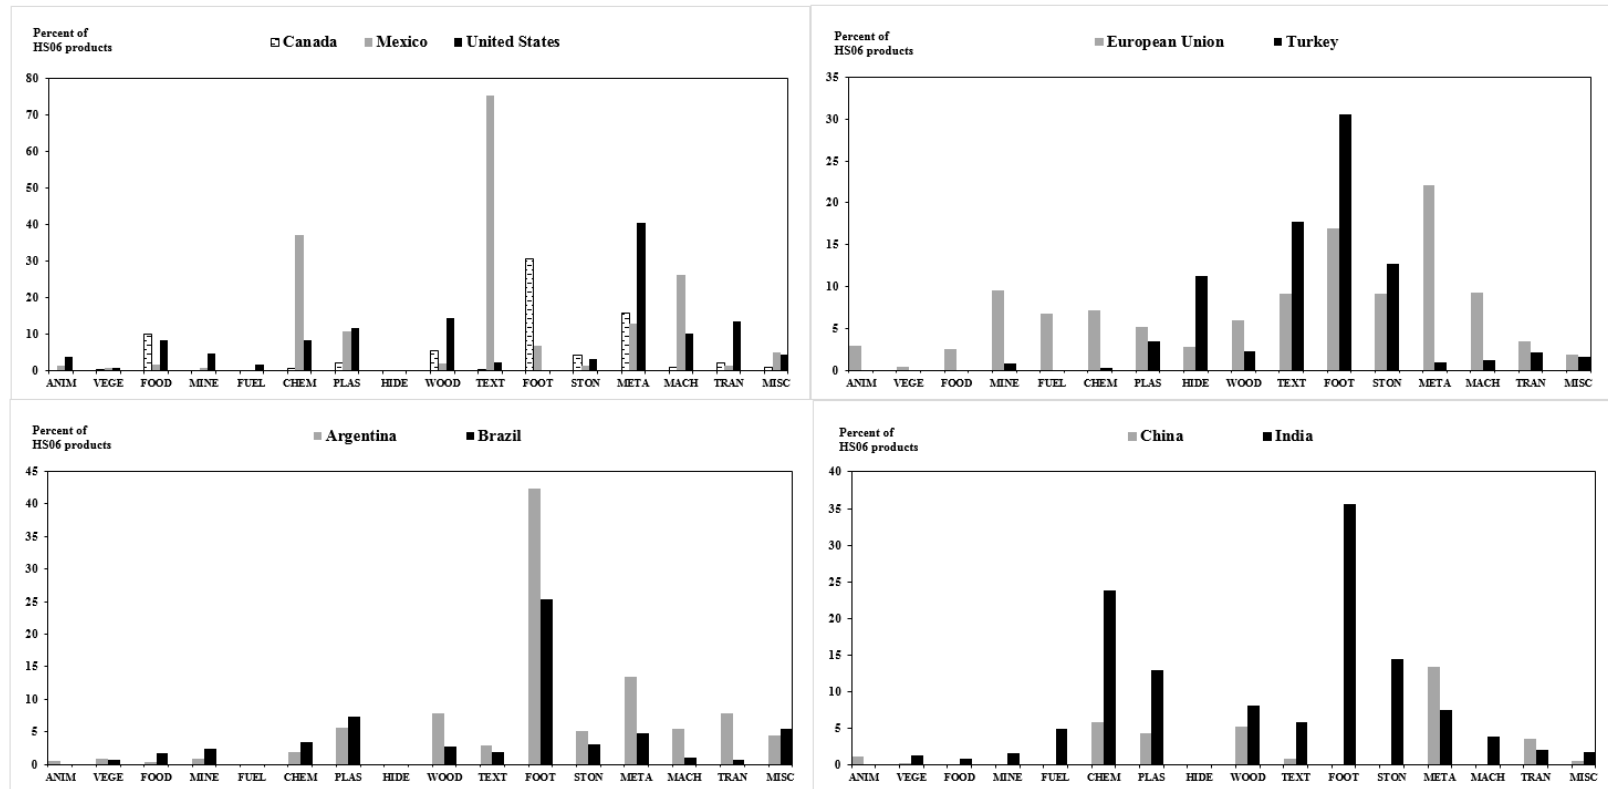 Percent of
HS06 products
Canada Mexico United States
80
70
60
50
40
30
20
10
0
ANIM VEGE FOOD MINE FUEL CHEM PLAS HIDE WOOD TEXT FOOT STON META MACH TRAN MISC
Percent of
HS06 products
European Union Turkey
35
30
25
20
15
10
5
0
ANIM VEGE FOOD MINE FUEL CHEM PLAS HIDE WOOD TEXT FOOT STON META MACH TRAN MISC
Percent of
HS06 products
Argentina Brazil
45
40
35
30
25
20
15
10
5
0
ANIM VEGE FOOD MINE FUEL CHEM PLAS HIDE WOOD TEXT FOOT STON META MACH TRAN MISC
Percent of
HS06 products
China India
40
35
30
25
20
15
10
5
0
ANIM VEGE FOOD MINE FUEL CHEM PLAS HIDE WOOD TEXT FOOT STON META MACH TRAN MISC